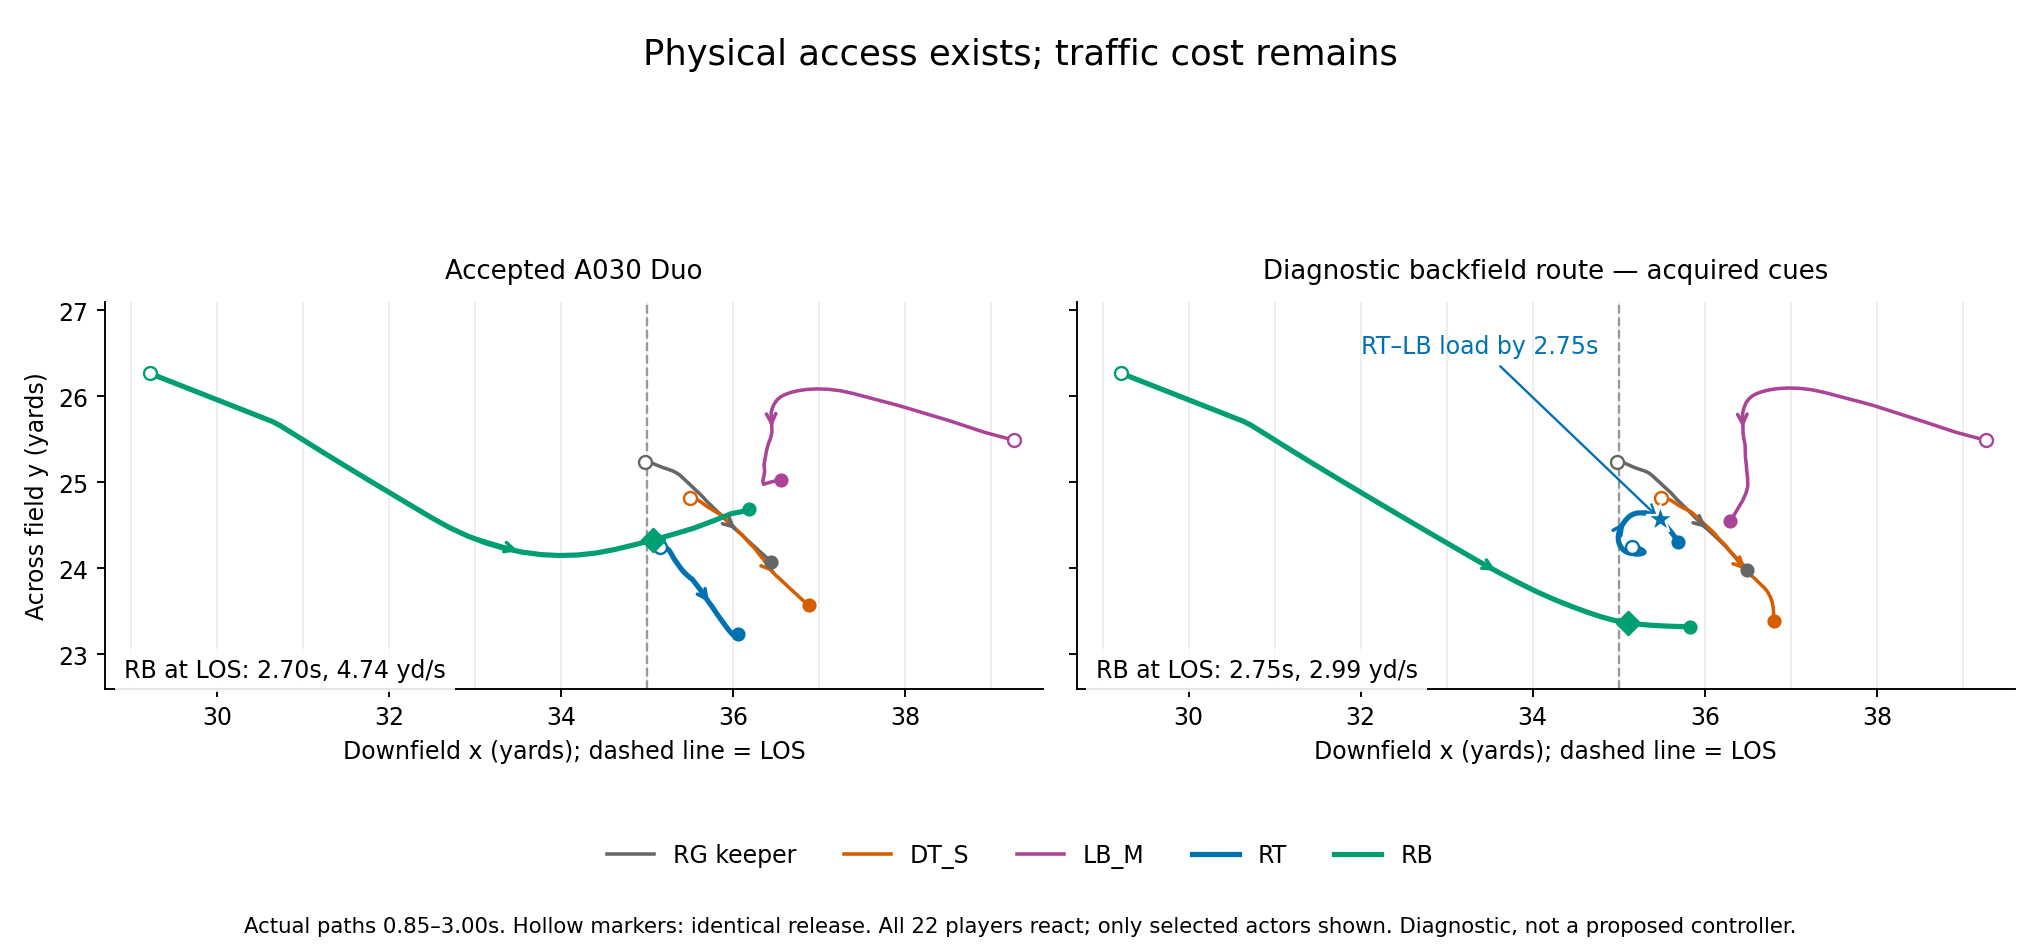 Physical access exists; traffic cost remains
Accepted A030 Duo
Diagnostic backfield route — acquired cues
27
26
25
24
23
Across field y (yards)
RT–LB load by 2.75s
RB at LOS: 2.70s, 4.74 yd/s
RB at LOS: 2.75s, 2.99 yd/s
30 32 34 36 38
30 32 34 36 38
Downfield x (yards); dashed line = LOS
Downfield x (yards); dashed line = LOS
RG keeper DT_S LB_M RT RB
Actual paths 0.85–3.00s. Hollow markers: identical release. All 22 players react; only selected actors shown. Diagnostic, not a proposed controller.